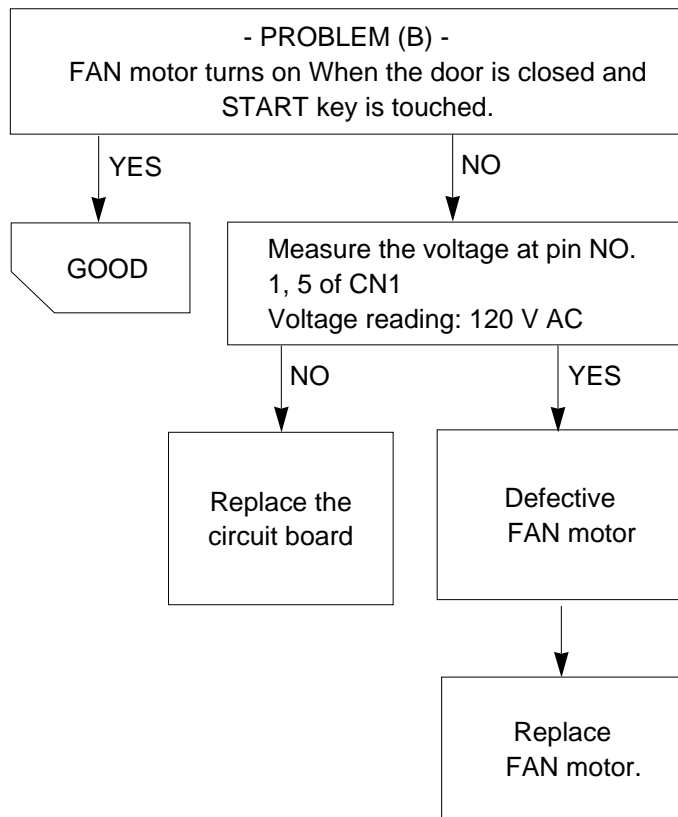 - PROBLEM (B) -
FAN motor turns on When the door is closed and
START key is touched.
YES
NO
GOOD
Measure the voltage at pin NO.
1, 5 of CN1
Voltage reading: 120 V AC
NO
YES
Replace the
circuit board
Defective
FAN motor
Replace
FAN motor.